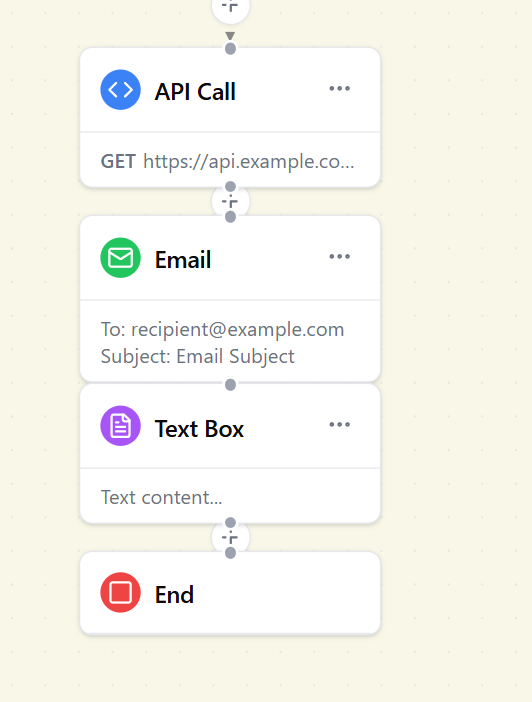 API Call
GET https://api.example.co...
Email
To: recipient@example.com
Subject: Email Subject
Text Box
Text content...
End